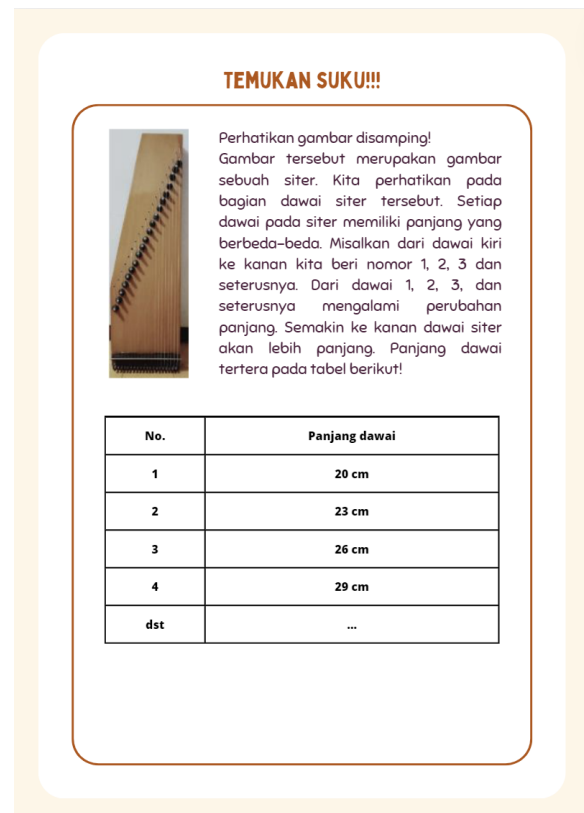 TEMUKAN SUKU!!!
Perhatikan gambar disamping!
Gambar tersebut merupakan gambar
sebuah siter. Kita perhatikan pada
bagian dawai siter tersebut. Setiap
dawai pada siter memiliki panjang yang
berbeda-beda. Misalkan dari dawai kiri
ke kanan kita beri nomor 1, 2, 3 dan
seterusnya. Dari dawai 1, 2, 3, dan
seterusnya mengalami perubahan
panjang. Semakin ke kanan dawai siter
akan lebih panjang. Panjang dawai
tertera pada tabel berikut!
No. Panjang dawai
1 20 cm
2 23 cm
3 26 cm
4 29 cm
dst ...